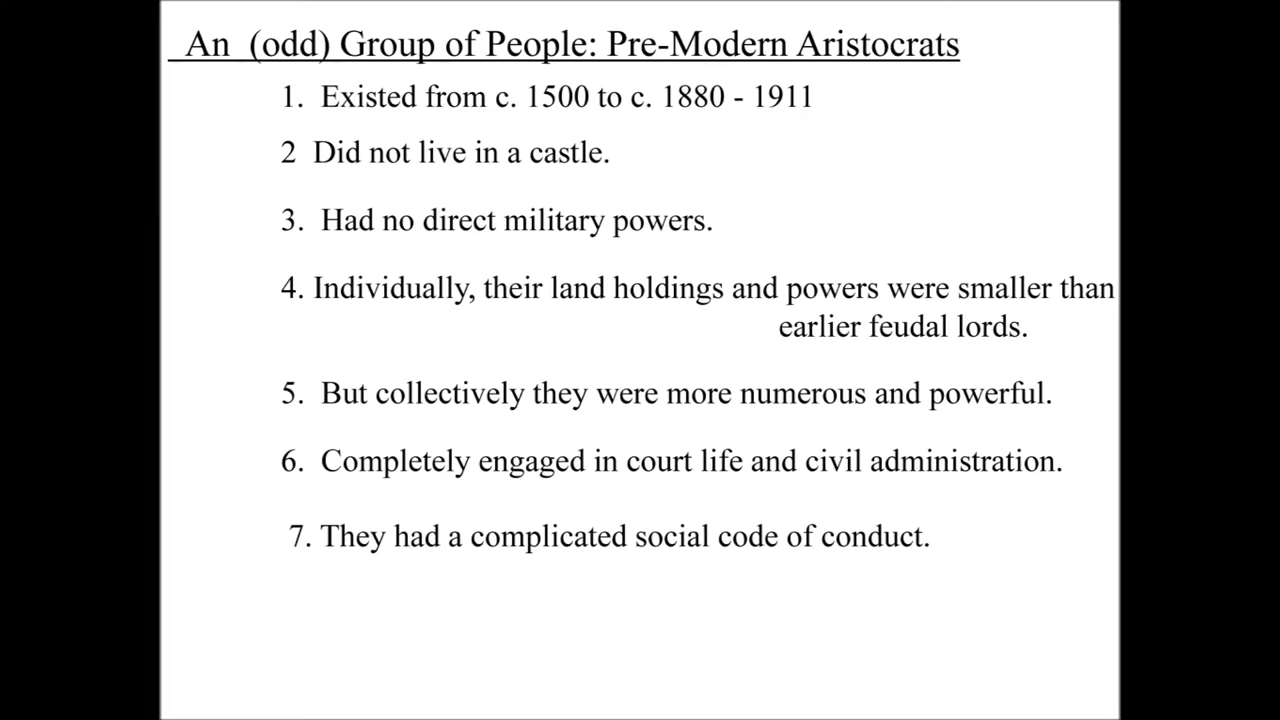 An (odd) Group of People: Pre-Modern Aristocrats
1. Existed from c. 1500 to c. 1880 - 1911
2 Did not live in a castle.
3. Had no direct military powers.
4. Individually, their land holdings and powers were smaller than
earlier feudal lords.
5. But collectively they were more numerous and powerful.
6. Completely engaged in court life and civil administration.
7. They had a complicated social code of conduct.